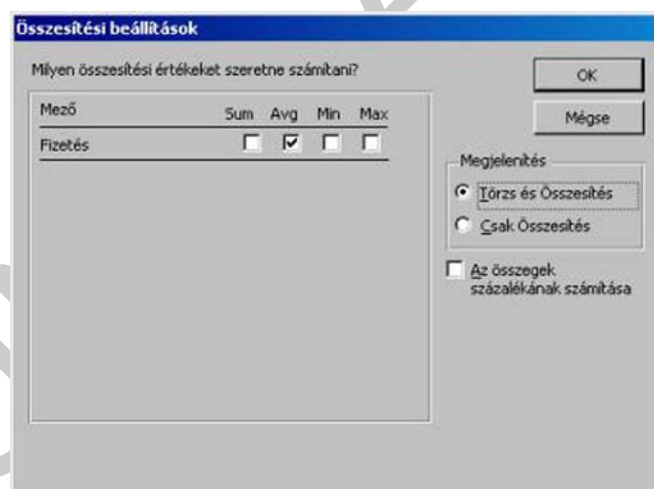 Összesítési beállítások
Milyen összesítési értékeket szeretne számítani?
OK
Mégse
Mező Sum Avg Min Max
Fizetés
Megjelenítés
Törzs és Összesítés
Csak Összesítés
Az összegek
százalékának számítása